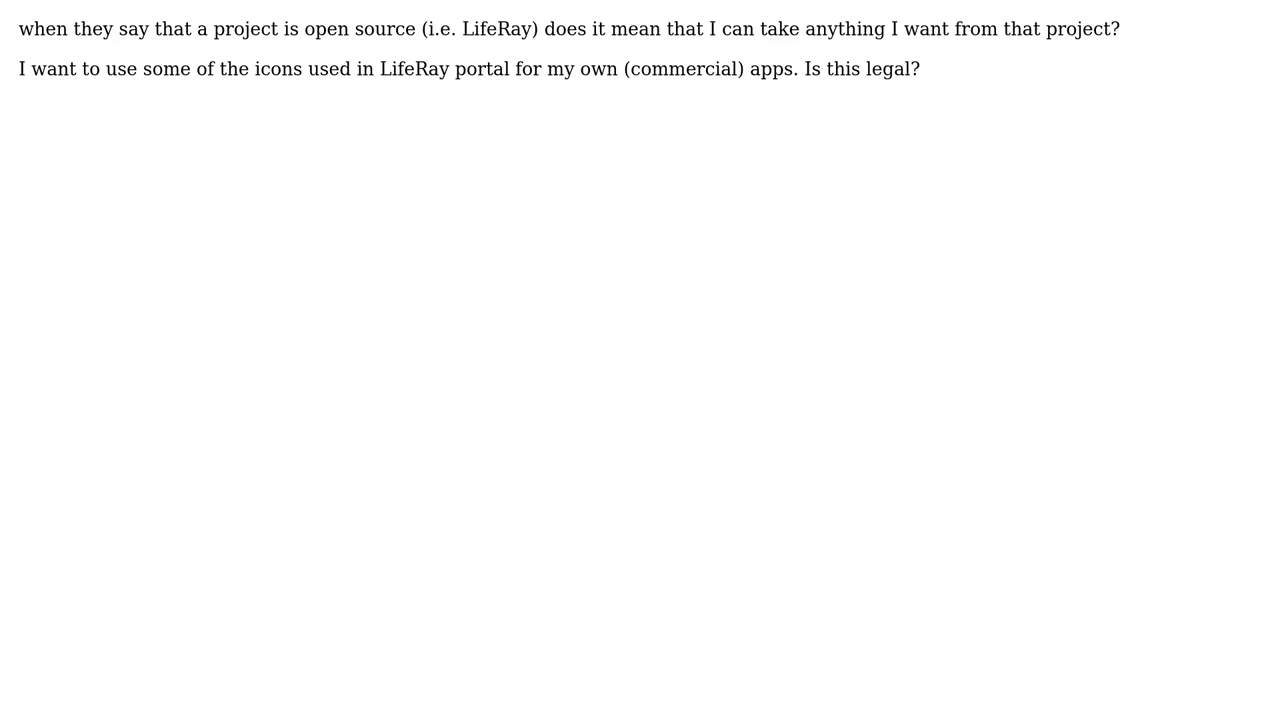 when they say that a project is open source (i.e. LifeRay) does it mean that I can take anything I want from that project?
I want to use some of the icons used in LifeRay portal for my own (commercial) apps. Is this legal?